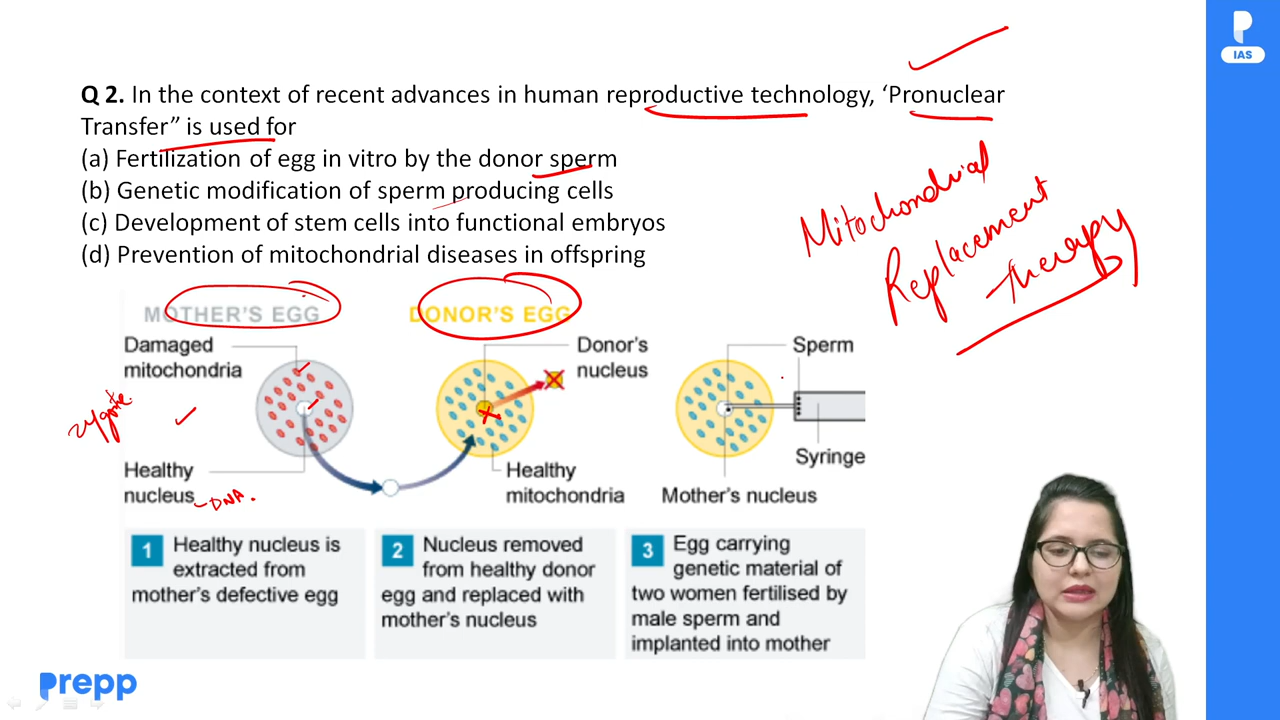 IAS
Q 2. In the context of recent advances in human reproductive technology, ‘Pronuclear
Transfer” is used for
(a) Fertilization of egg in vitro by the donor sperm
(b) Genetic modification of sperm producing cells
(c) Development of stem cells into functional embryos
(d) Prevention of mitochondrial diseases in offspring
Mitochondrial
Replacement
Therapy
MOTHER'S EGG
Damaged
mitochondria
zygote
Healthy
nucleus
DNA.
DONOR'S EGG
Donor's
nucleus
Healthy
mitochondria
Sperm
Syringe
Mother's nucleus
1 Healthy nucleus is
extracted from
mother's defective egg
2 Nucleus removed
from healthy donor
egg and replaced with
mother's nucleus
3 Egg carrying
genetic material of
two women fertilised by
male sperm and
implanted into mother
prepp